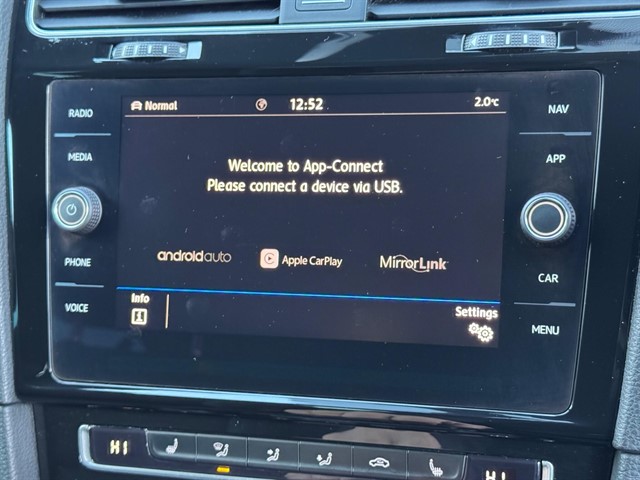 RADIO
MEDIA
PHONE
VOICE
Normal
12:52
2.0°C
Welcome to App-Connect
Please connect a device via USB.
androidauto
Apple CarPlay
MirrorLink
Info
Settings
NAV
APP
CAR
MENU
HI
HI